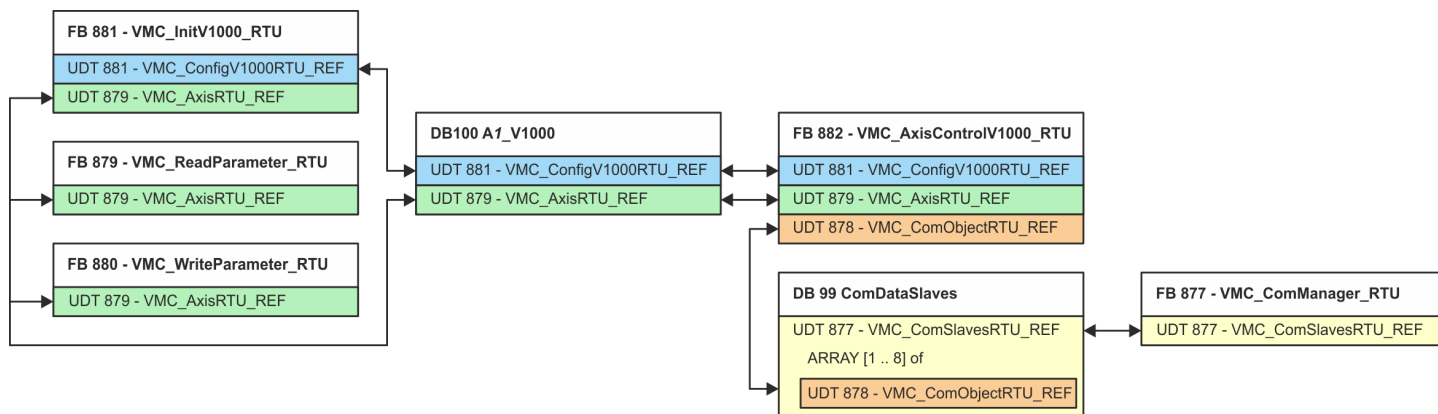 FB 881 - VMC_InitV1000_RTU
UDT 881 - VMC_ConfigV1000RTU_REF
UDT 879 - VMC_AxisRTU_REF
FB 879 - VMC_ReadParameter_RTU
UDT 879 - VMC_AxisRTU_REF
FB 880 - VMC_WriteParameter_RTU
UDT 879 - VMC_AxisRTU_REF
DB100 A1_V1000
UDT 881 - VMC_ConfigV1000RTU_REF
UDT 879 - VMC_AxisRTU_REF
FB 882 - VMC_AxisControlV1000_RTU
UDT 881 - VMC_ConfigV1000RTU_REF
UDT 879 - VMC_AxisRTU_REF
UDT 878 - VMC_ComObjectRTU_REF
DB 99 ComDataSlaves
UDT 877 - VMC_ComSlavesRTU_REF
ARRAY [1 .. 8] of
UDT 878 - VMC_ComObjectRTU_REF
FB 877 - VMC_ComManager_RTU
UDT 877 - VMC_ComSlavesRTU_REF